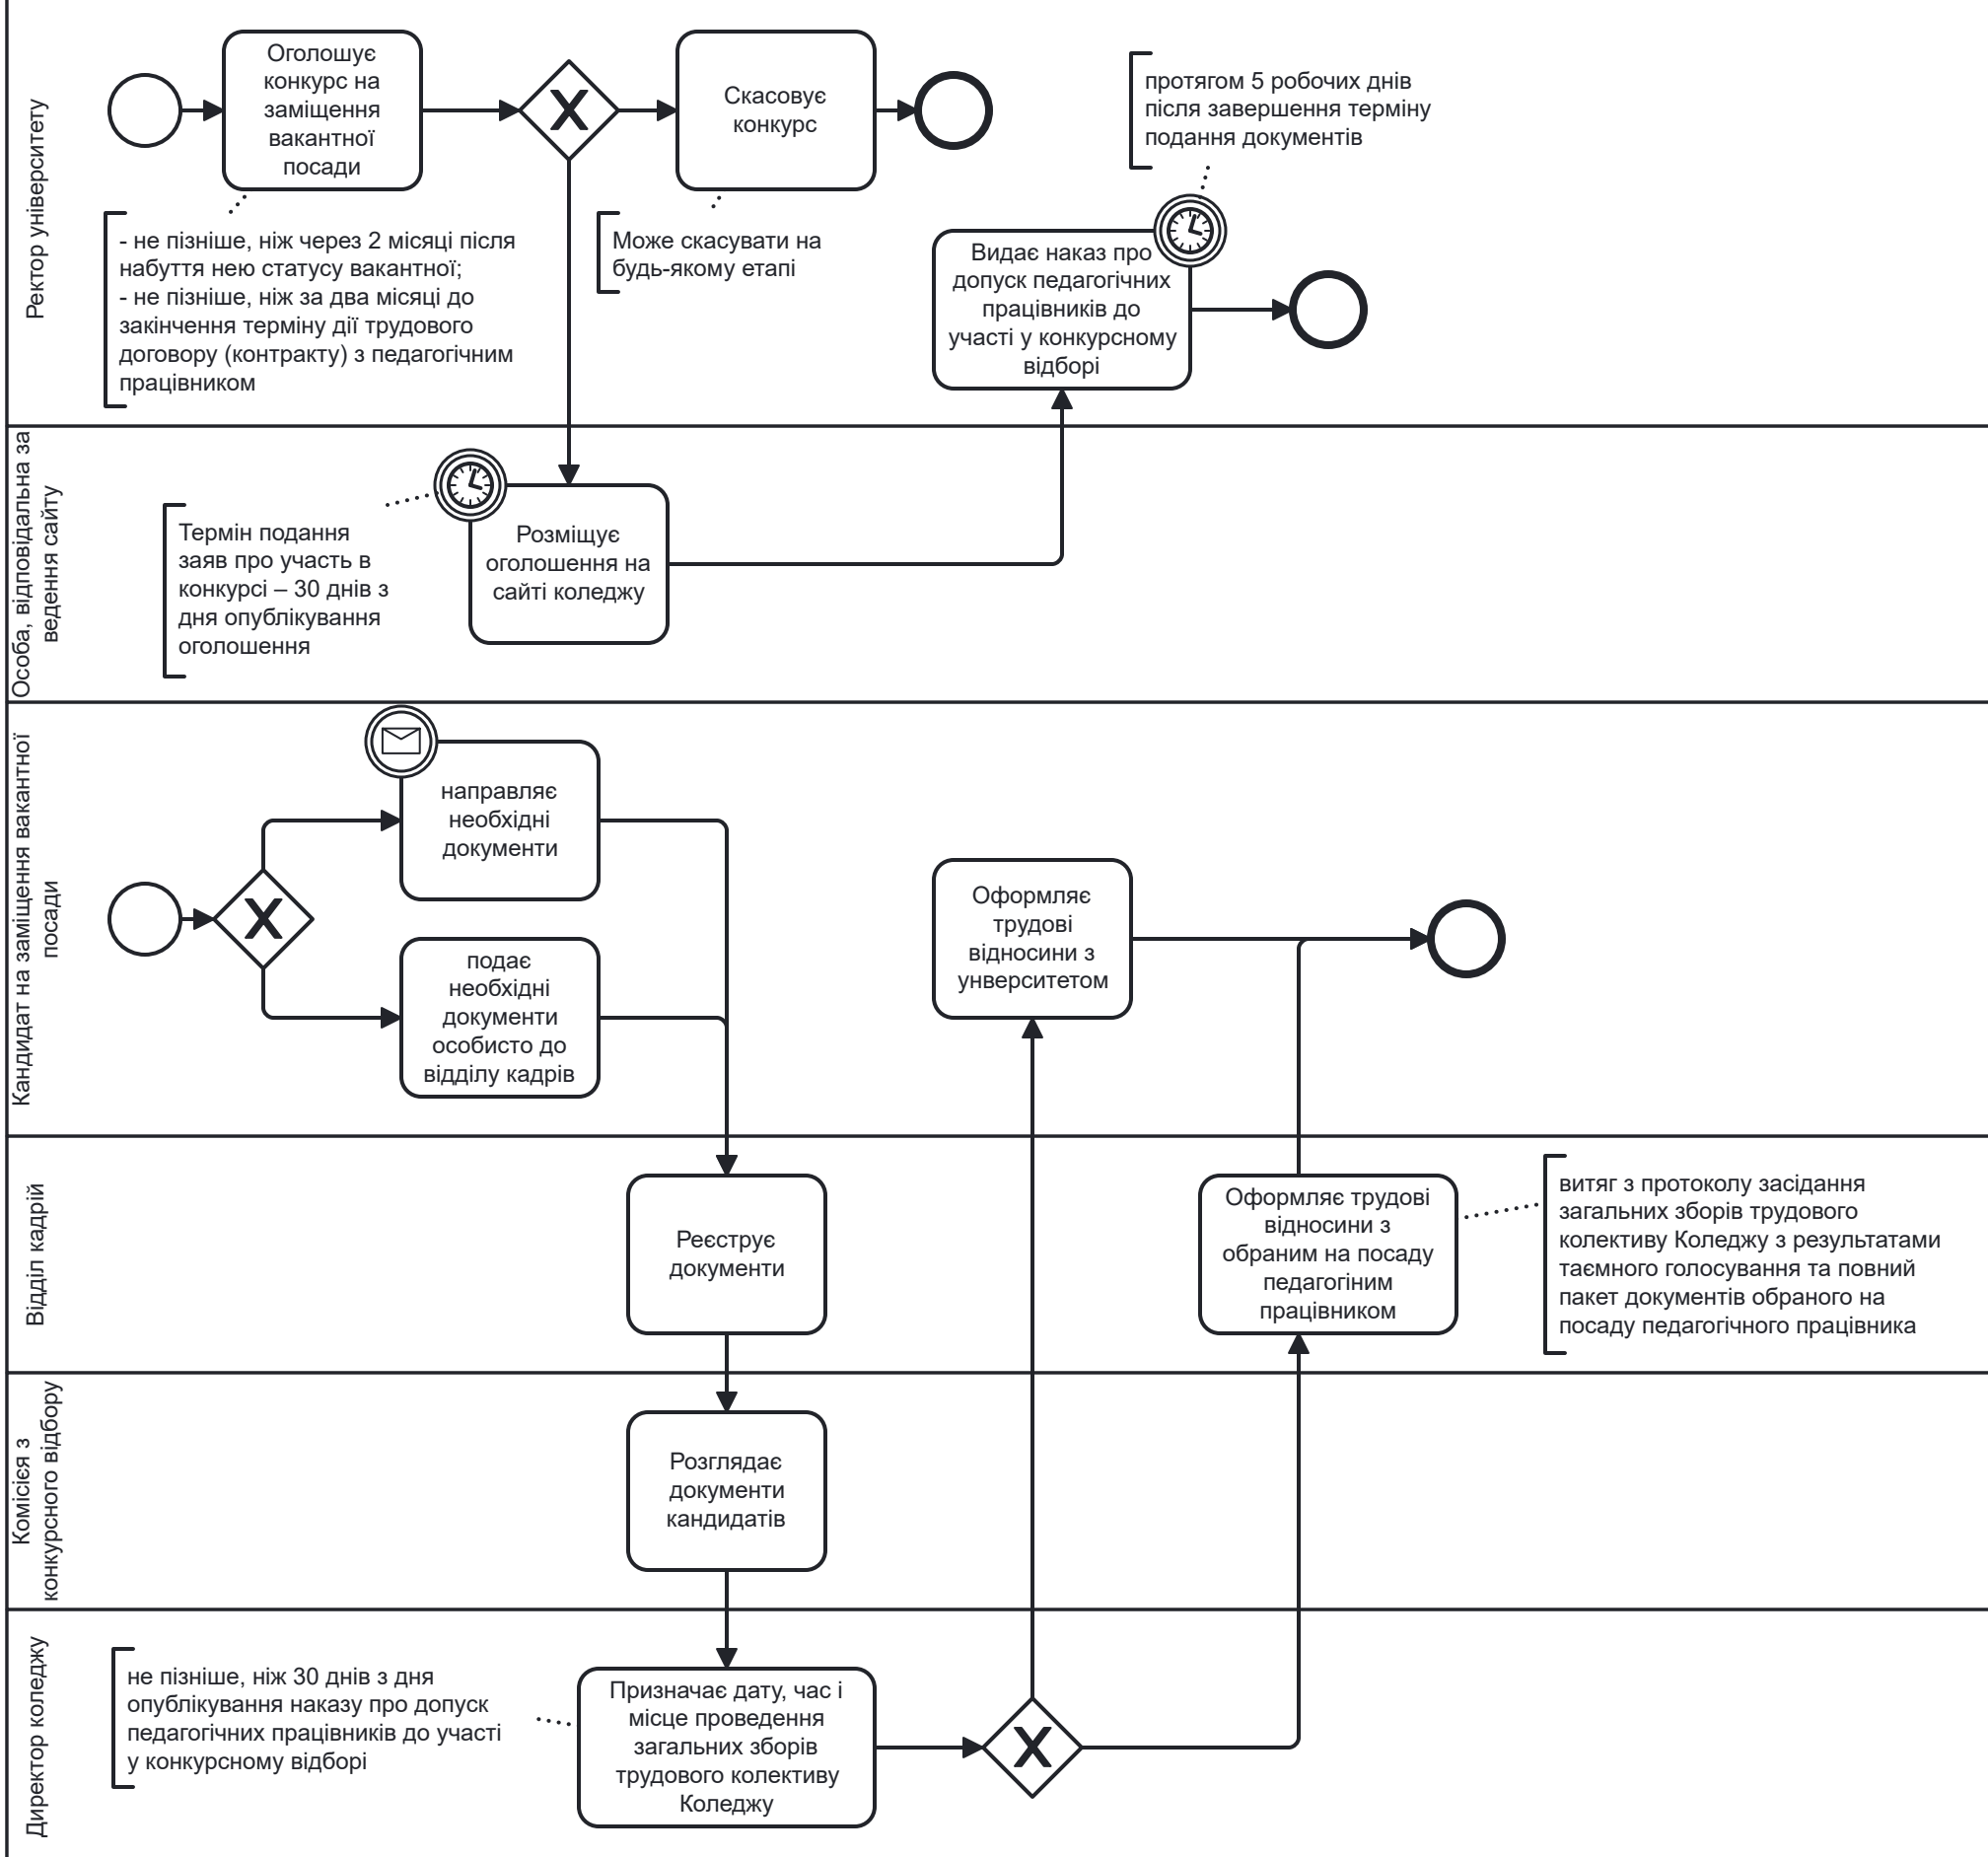 Ректор університету
Оголошує
конкурс на
заміщення
вакантної
посади
X
Скасовує
конкурс
протягом 5 робочих днів
після завершення терміну
подання документів
- не пізніше, ніж через 2 місяці після
набуття нею статусу вакантної;
- не пізніше, ніж за два місяці до
закінчення терміну дії трудового
договору (контракту) з педагогічним
працівником
Може скасувати на
будь-якому етапі
Видає наказ про
допуск педагогічних
працівників до
участі у конкурсному
відборі
Особа, відповідальна за
ведення сайту
Термін подання
заяв про участь в
конкурсі – 30 днів з
дня опублікування
оголошення
Розміщує
оголошення на
сайті коледжу
Кандидат на заміщення вакантної
посади
X
направляє
необхідні
документи
подає
необхідні
документи
особисто до
відділу кадрів
Оформляє
трудові
відносини з
унверситетом
Відділ кадрій
Реєструє
документи
Оформляє трудові
відносини з
обраним на посаду
педагогіним
працівником
витяг з протоколу засідання
загальних зборів трудового
колективу Коледжу з результатами
таємного голосування та повний
пакет документів обраного на
посаду педагогічного працівника
Комісієя з
конкурсного відбору
Розглядає
документи
кандидатів
Директор коледжу
не пізніше, ніж 30 днів з дня
опублікування наказу про допуск
педагогічних працівників до участі
у конкурсному відборі
Призначає дату, час і
місце проведення
загальних зборів
трудового колективу
Коледжу
X